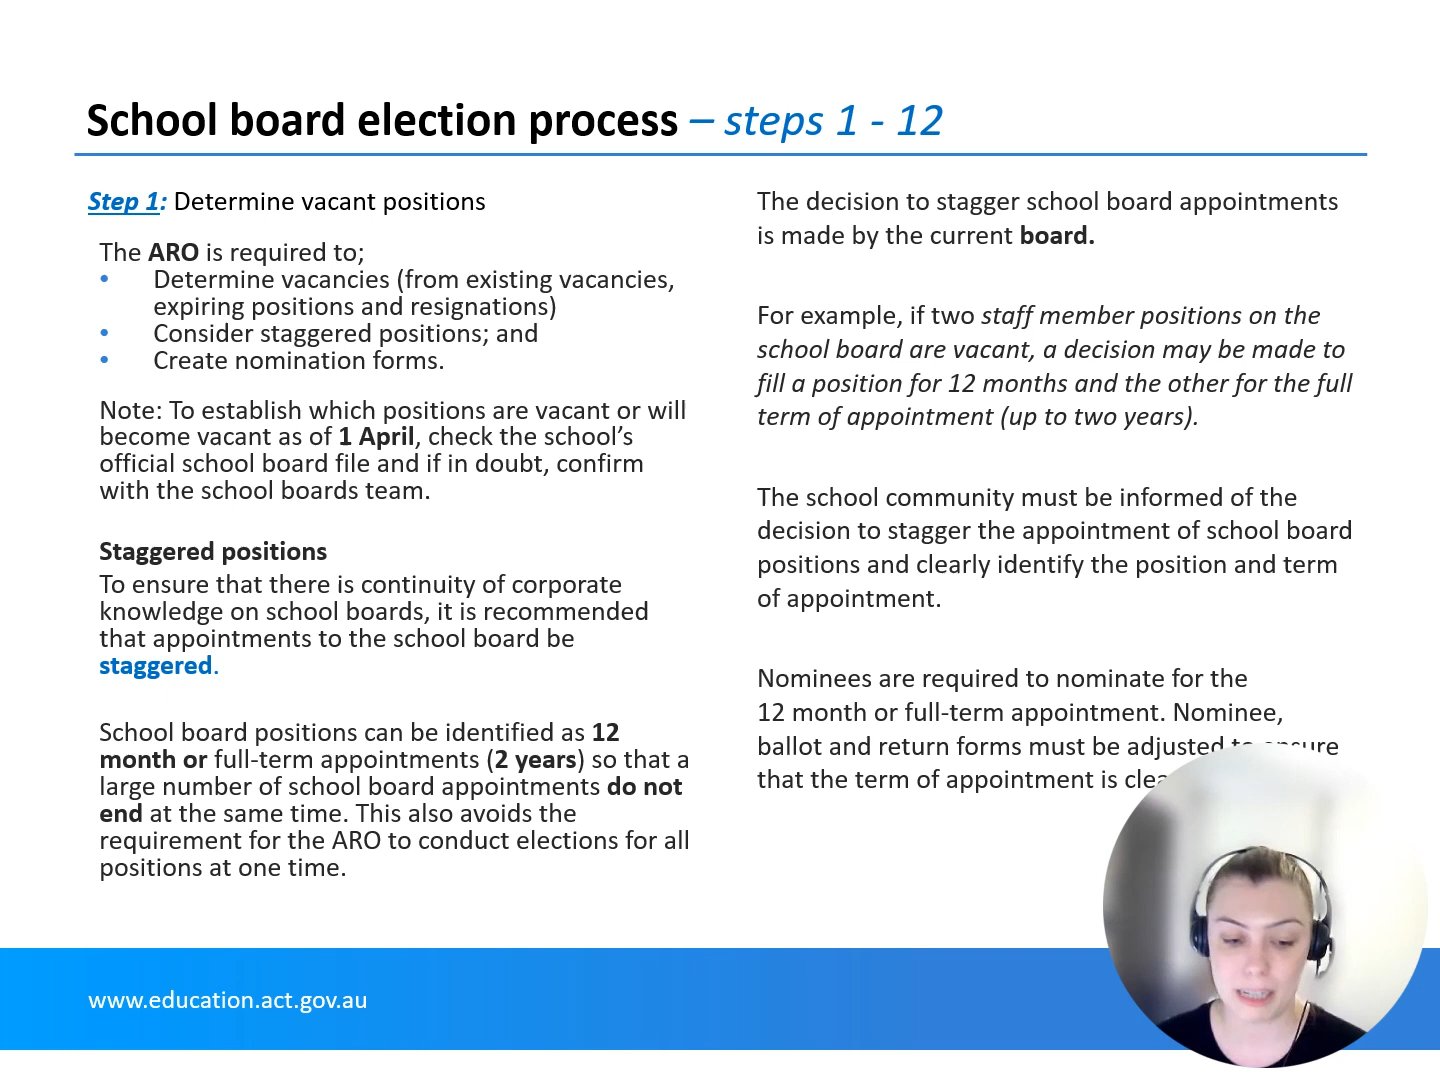 School board election process – steps 1 - 12
Step 1: Determine vacant positions
The ARO is required to;
• Determine vacancies (from existing vacancies,
expiring positions and resignations)
• Consider staggered positions; and
• Create nomination forms.
Note: To establish which positions are vacant or will
become vacant as of 1 April, check the school’s
official school board file and if in doubt, confirm
with the school boards team.
Staggered positions
To ensure that there is continuity of corporate
knowledge on school boards, it is recommended
that appointments to the school board be
staggered.
School board positions can be identified as 12
month or full-term appointments (2 years) so that a
large number of school board appointments do not
end at the same time. This also avoids the
requirement for the ARO to conduct elections for all
positions at one time.
The decision to stagger school board appointments
is made by the current board.
For example, if two staff member positions on the
school board are vacant, a decision may be made to
fill a position for 12 months and the other for the full
term of appointment (up to two years).
The school community must be informed of the
decision to stagger the appointment of school board
positions and clearly identify the position and term
of appointment.
Nominees are required to nominate for the
12 month or full-term appointment. Nominee,
ballot and return forms must be adjusted to ensure
that the term of appointment is
www.education.act.gov.au